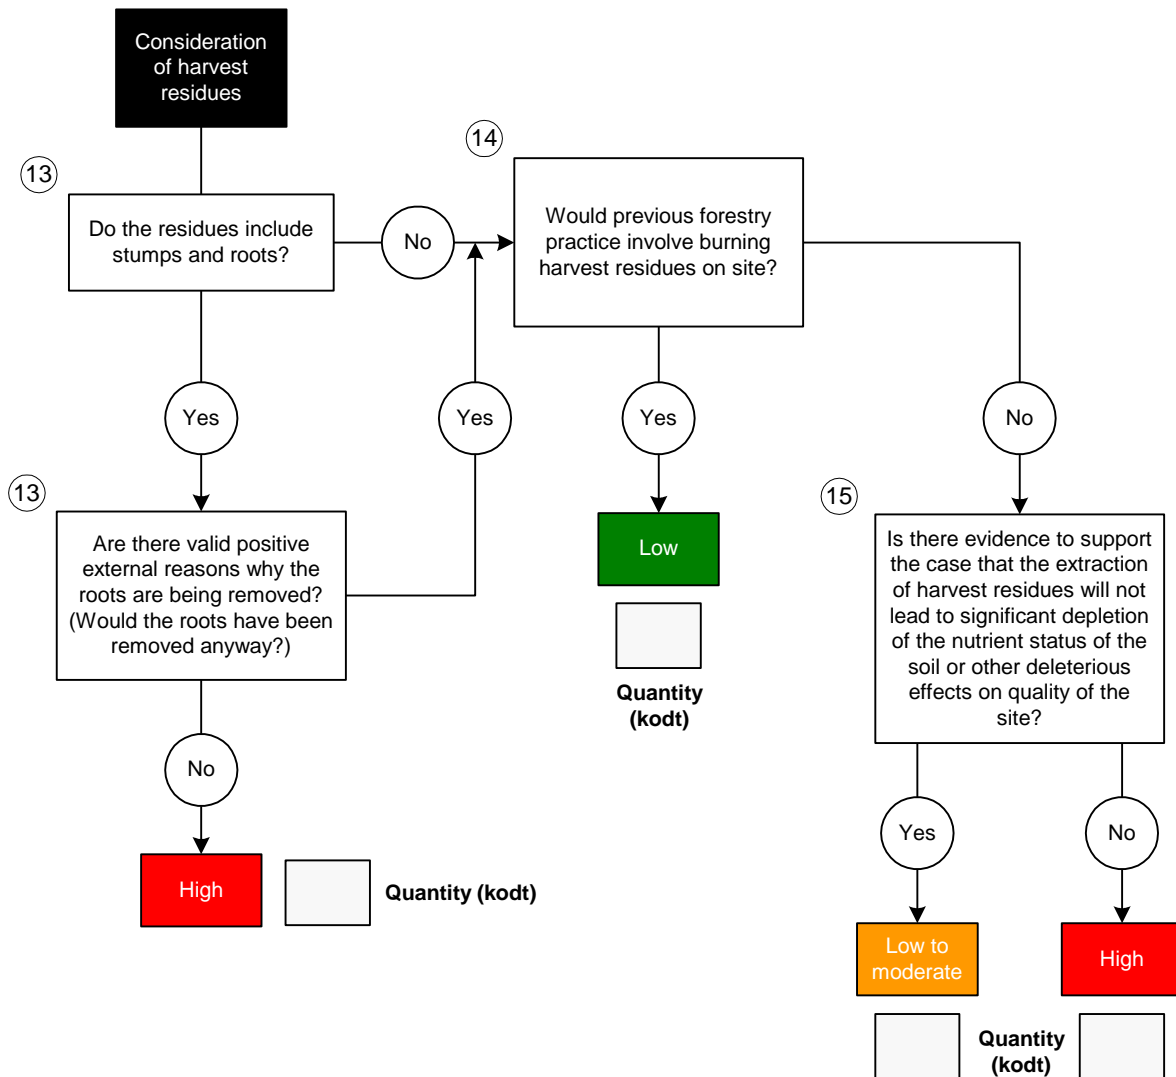 Consideration
of harvest
residues
13
Do the residues include
stumps and roots?
No
14
Would previous forestry
practice involve burning
harvest residues on site?
Yes
Yes
Yes
No
13
Are there valid positive
external reasons why the
roots are being removed?
(Would the roots have been
removed anyway?)
Low
Quantity
(kodt)
15
Is there evidence to support
the case that the extraction
of harvest residues will not
lead to significant depletion
of the nutrient status of the
soil or other deleterious
effects on quality of the
site?
No
High
Quantity (kodt)
Yes
No
Low to
moderate
High
Quantity
(kodt)